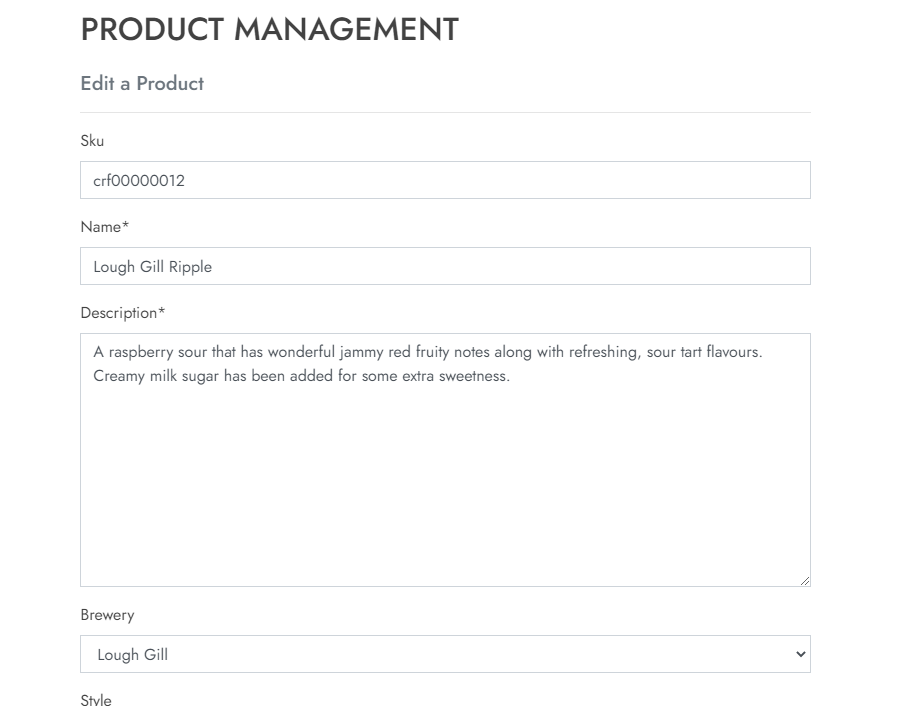 PRODUCT MANAGEMENT
Edit a Product
Sku
crf00000012
Name*
Lough Gill Ripple
Description*
A raspberry sour that has wonderful jammy red fruity notes along with refreshing, sour tart flavours.
Creamy milk sugar has been added for some extra sweetness.
Brewery
Lough Gill
Style